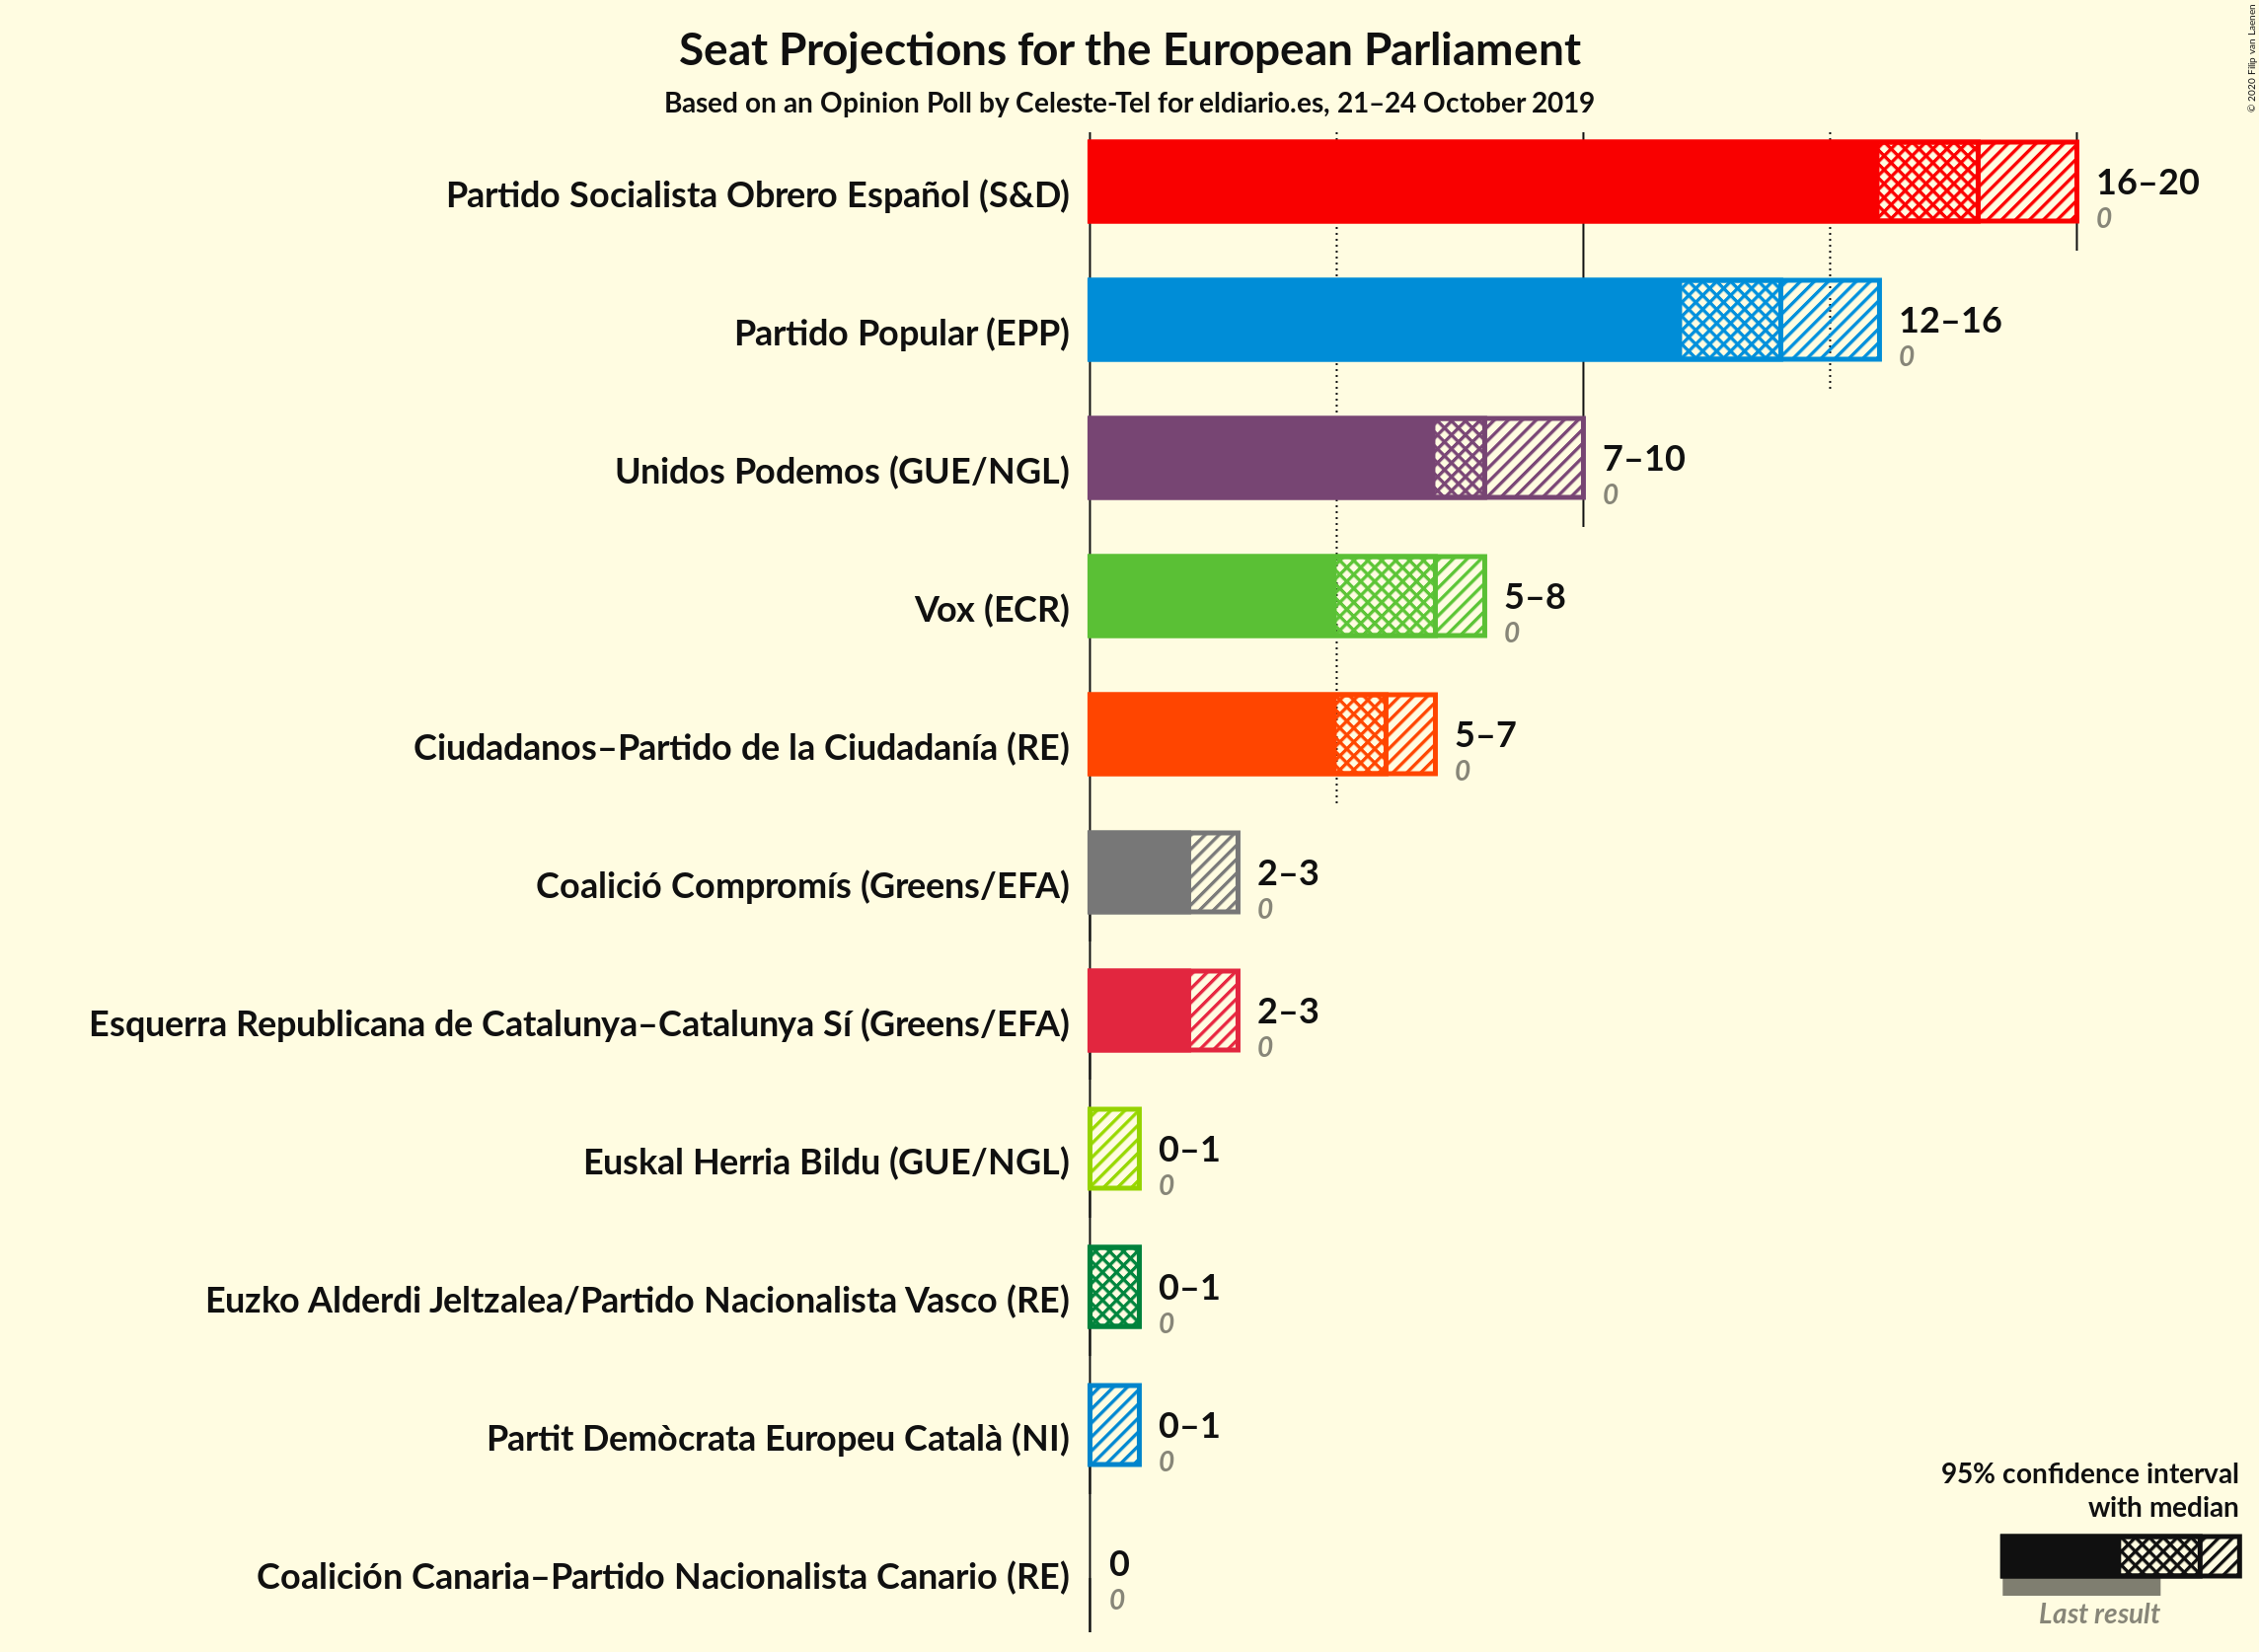 Seat Projections for the European Parliament
Based on an Opinion Poll by Celeste-Tel for eldiario.es, 21–24 October 2019
© 2020 Filip van Laenen
Partido Socialista Obrero Español (S&D)
16–20
0
Partido Popular (EPP)
12–16
0
Unidos Podemos (GUE/NGL)
7–10
0
Vox (ECR)
5–8
0
Ciudadanos–Partido de la Ciudadanía (RE)
5–7
0
Coalició Compromís (Greens/EFA)
2–3
0
Esquerra Republicana de Catalunya–Catalunya Sí (Greens/EFA)
2–3
0
Euskal Herria Bildu (GUE/NGL)
0–1
0
Euzko Alderdi Jeltzalea/Partido Nacionalista Vasco (RE)
0–1
0
Partit Demòcrata Europeu Català (NI)
0–1
0
Coalición Canaria–Partido Nacionalista Canario (RE)
0
0
95% confidence interval
with median
Last result